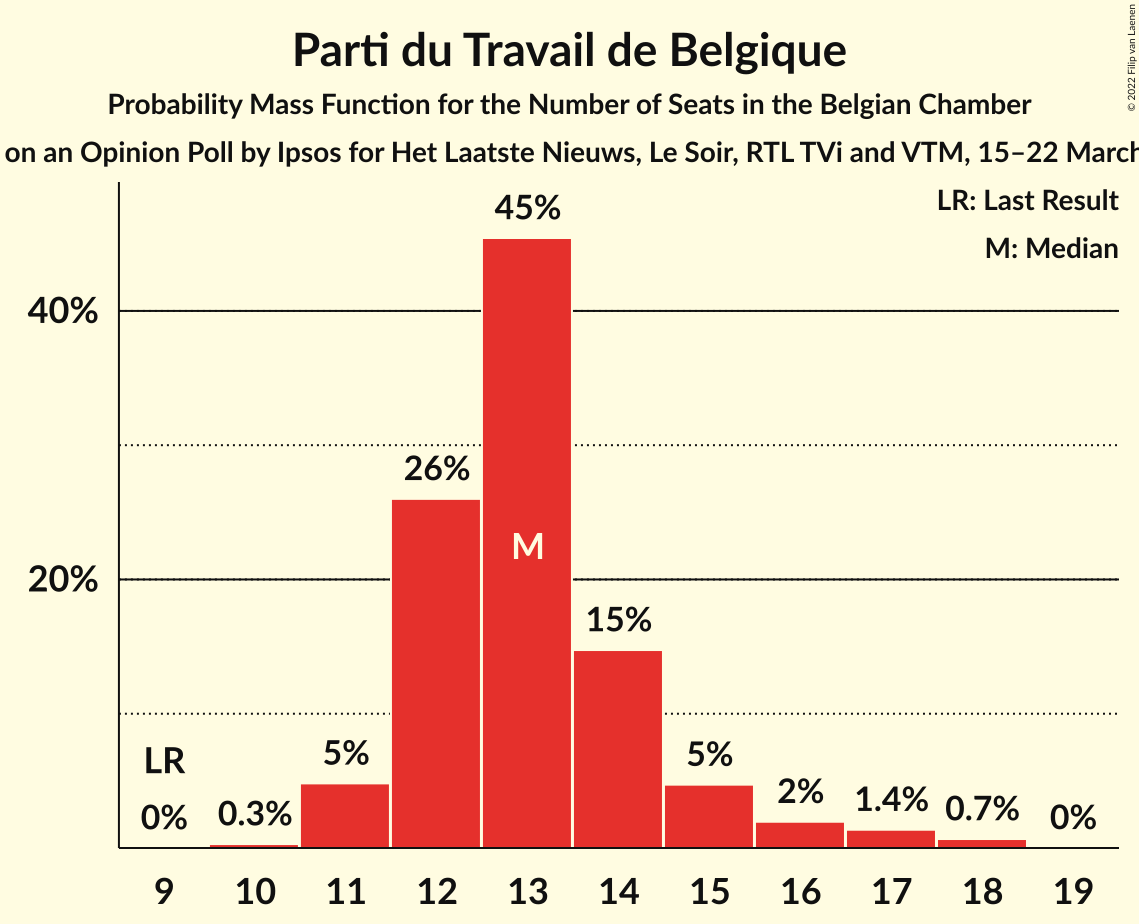 Parti du Travail de Belgique
Probability Mass Function for the Number of Seats in the Belgian Chamber
on an Opinion Poll by Ipsos for Het Laatste Nieuws, Le Soir, RTL TVi and VTM, 15–22 March
© 2022 Filip van Laenen
LR: Last Result
M: Median
45%
40%
26%
M
20%
15%
LR
5%
5%
0%
0.3%
2%
1.4%
0.7%
0%
9 10 11 12 13 14 15 16 17 18 19